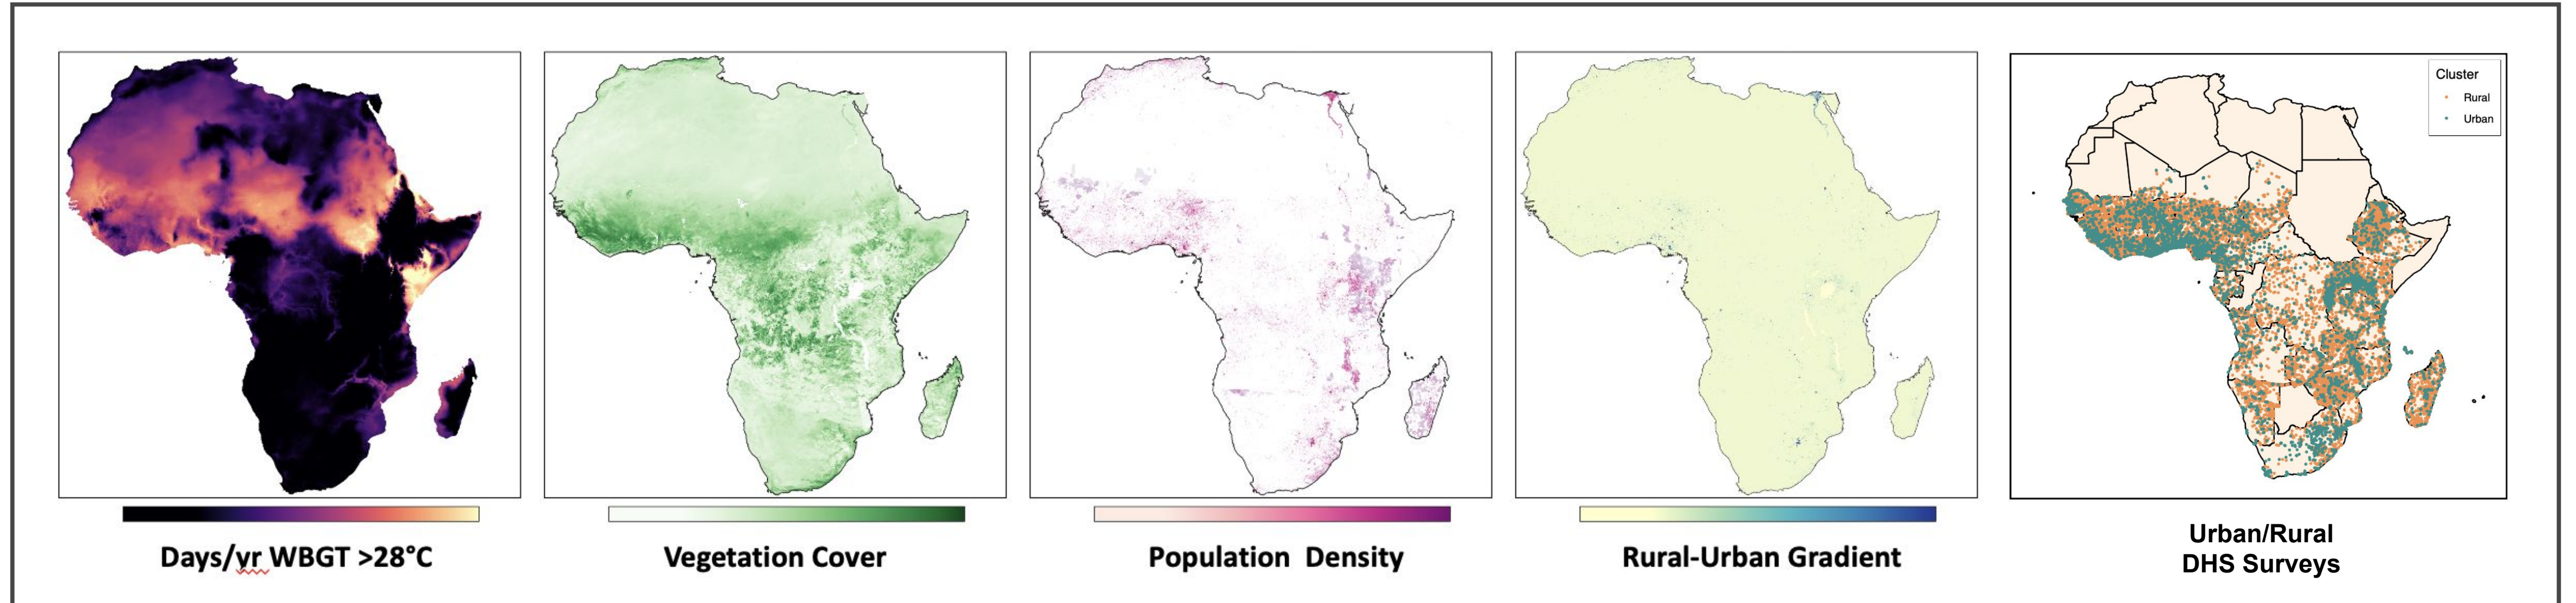 Cluster
Rural
Urban
Days/yr WBGT >28°C
Vegetation Cover
Population Density
Rural-Urban Gradient
Urban/Rural
DHS Surveys